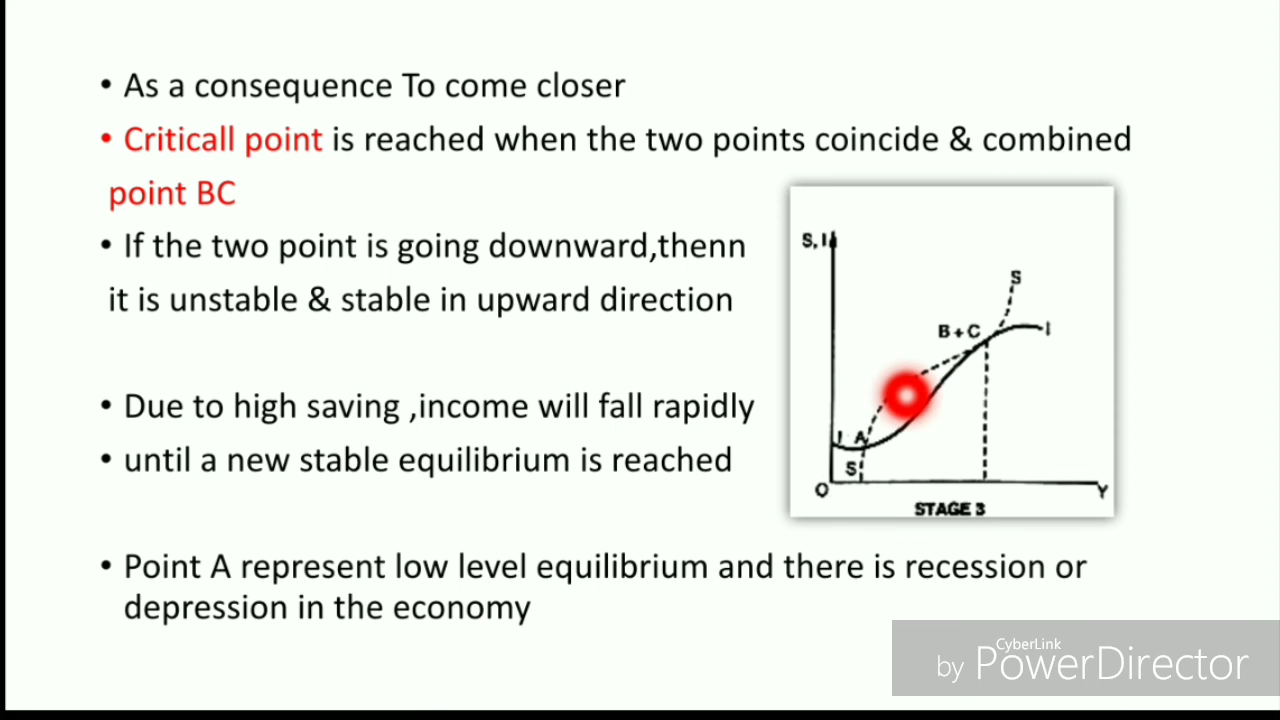 • As a consequence To come closer
• Criticall point is reached when the two points coincide & combined
point BC
• If the two point is going downward,thenn
it is unstable & stable in upward direction
• Due to high saving ,income will fall rapidly
• until a new stable equilibrium is reached
• Point A represent low level equilibrium and there is recession or
depression in the economy
S, I
S
B+C
I
I A
S
O
Y
STAGE 3
CyberLink
by PowerDirector